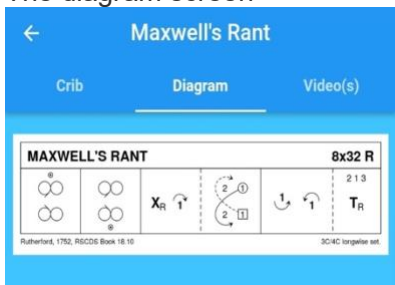 The diagram screen
Maxwell's Rant
Crib Diagram Video(s)
MAXWELL'S RANT 8x32 R
2 1 3
XR 1 2 1 2 1 1 1 TR
Rutherford, 1752, RSCDS Book 18.10 3C/4C longwise set.